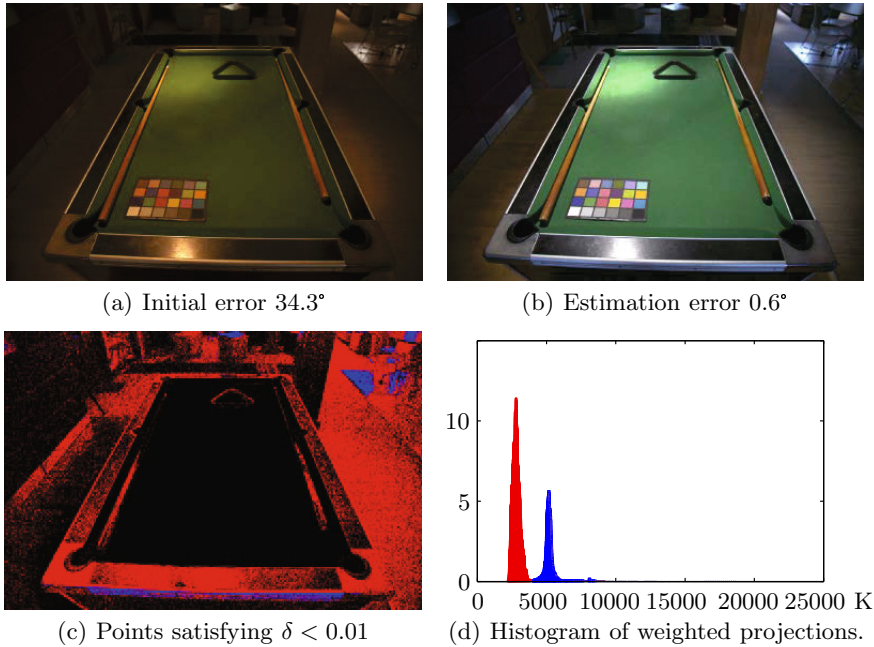 (a) Initial error 34.3°
(b) Estimation error 0.6°
10
5
0
0 5000 10000 15000 20000 25000 K
(c) Points satisfying δ < 0.01
(d) Histogram of weighted projections.